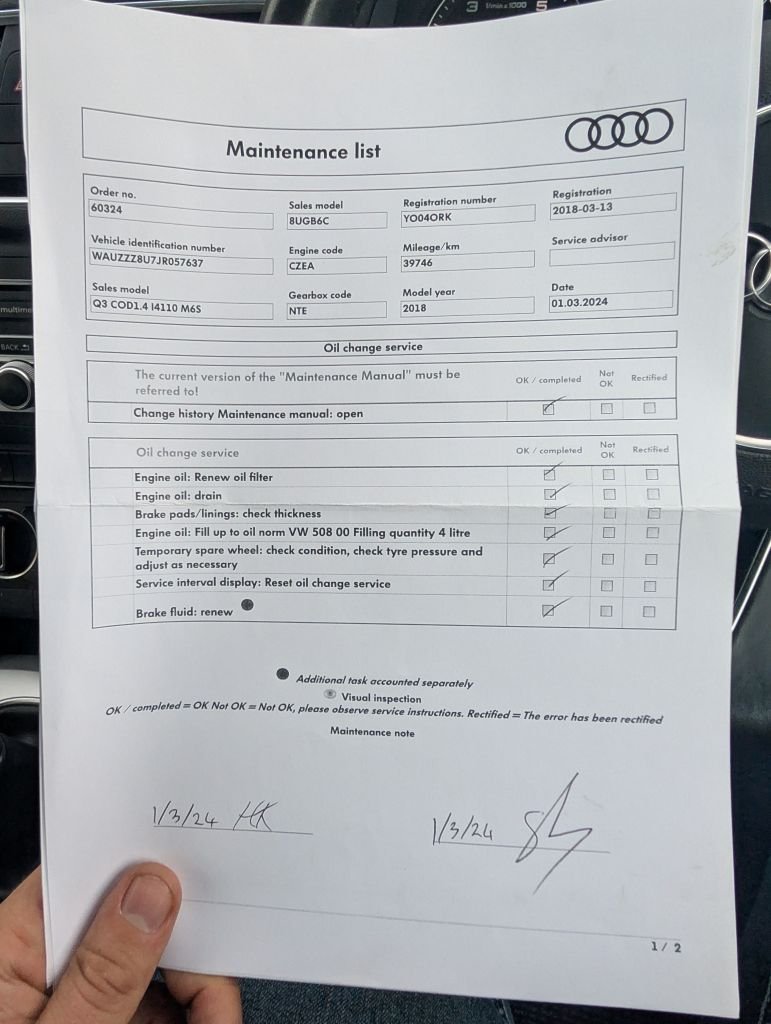 3 1/min x 1000 5
Maintenance list
Order no.
60324
Sales model
8UGB6C
Registration number
YO04ORK
Registration
2018-03-13
Vehicle identification number
WAUZZZ8U7JR057637
Engine code
CZEA
Mileage/km
39746
Service advisor
Sales model
Q3 COD1.4 I4110 M6S
Gearbox code
NTE
Model year
2018
Date
01.03.2024
Oil change service
The current version of the "Maintenance Manual" must be referred to!
OK / completed Not OK Rectified
Change history Maintenance manual: open
Oil change service OK / completed Not OK Rectified
Engine oil: Renew oil filter
Engine oil: drain
Brake pads/linings: check thickness
Engine oil: Fill up to oil norm VW 508 00 Filling quantity 4 litre
Temporary spare wheel: check condition, check tyre pressure and
adjust as necessary
Service interval display: Reset oil change service
Brake fluid: renew
Additional task accounted separately
Visual inspection
OK / completed = OK Not OK = Not OK, please observe service instructions. Rectified = The error has been rectified
Maintenance note
1/3/24 HK
1/3/24
1 / 2
BACK